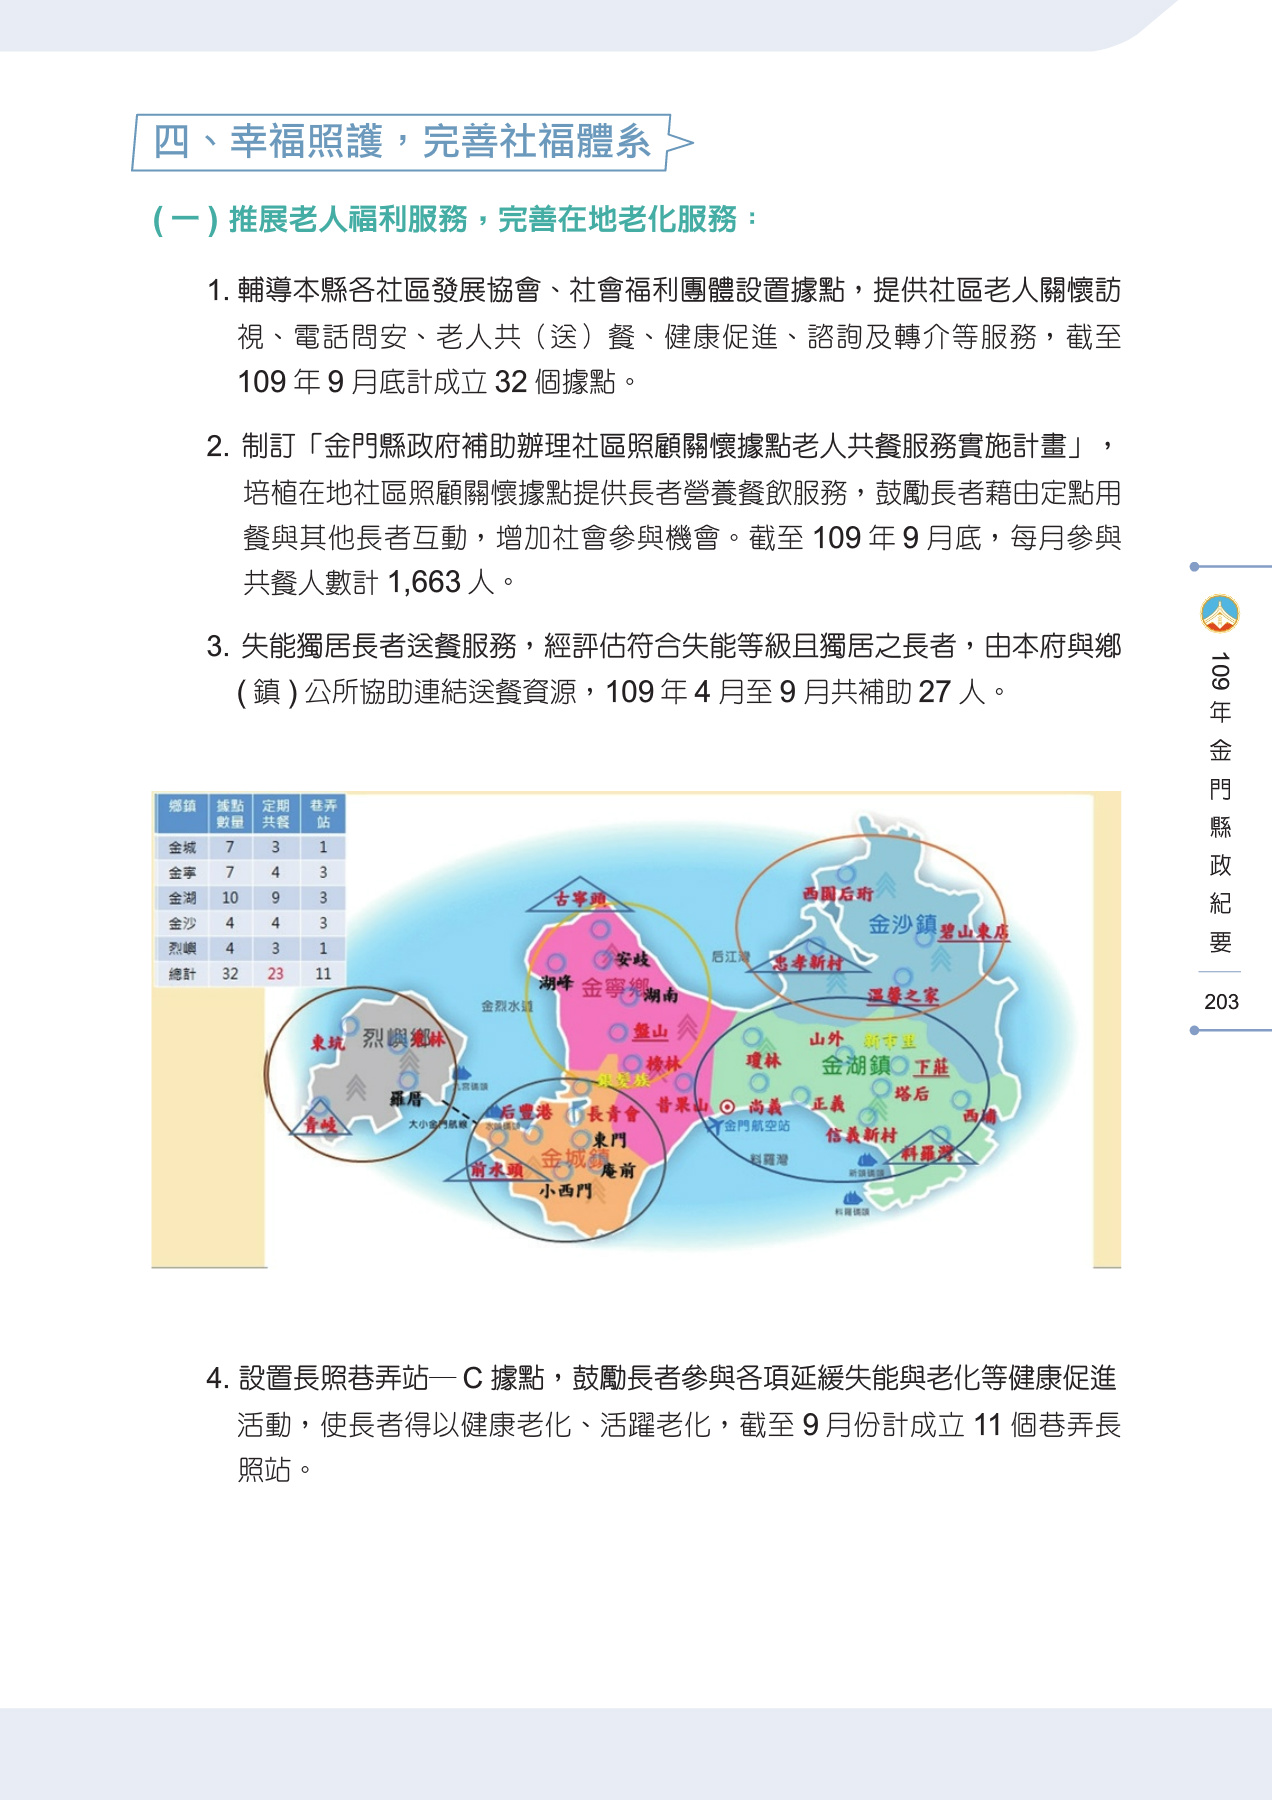 四、幸福照護，完善社福體系
(一) 推展老人福利服務，完善在地老化服務：
1. 輔導本縣各社區發展協會、社會福利團體設置據點，提供社區老人關懷訪
視、電話問安、老人共（送）餐、健康促進、諮詢及轉介等服務，截至
109 年 9 月底計成立 32 個據點。
2. 制訂「金門縣政府補助辦理社區照顧關懷據點老人共餐服務實施計畫」，
培植在地社區照顧關懷據點提供長者營養餐飲服務，鼓勵長者藉由定點用
餐與其他長者互動，增加社會參與機會。截至 109 年 9 月底，每月參與
共餐人數計 1,663 人。
3. 失能獨居長者送餐服務，經評估符合失能等級且獨居之長者，由本府與鄉
( 鎮 ) 公所協助連結送餐資源，109 年 4 月至 9 月共補助 27 人。
鄉鎮 據點數量 定期共餐 巷弄站
金城 7 3 1
金寧 7 4 3
金湖 10 9 3
金沙 4 4 3
烈嶼 4 3 1
總計 32 23 11
西園后珩
古寧頭
金沙鎮
碧山東店
后江灣
忠孝新村
安歧
湖峰
金寧鄉
湖南
溫馨之家
金烈水道
盤山
烈嶼鄉
東坑
山外
新市里
榜林
瓊林
金湖鎮
下莊
銀髮族
九宮碼頭
羅厝
塔后
昔果山
尚義
正義
后豐港
長青會
西埔
青岐
大小金門航線
水頭碼頭
金門航空站
信義新村
東門
金城鎮
料羅灣
料羅灣
前水頭
庵前
新頭碼頭
小西門
料羅碼頭
4. 設置長照巷弄站─ C 據點，鼓勵長者參與各項延緩失能與老化等健康促進
活動，使長者得以健康老化、活躍老化，截至 9 月份計成立 11 個巷弄長
照站。
109年金門縣政紀要
203